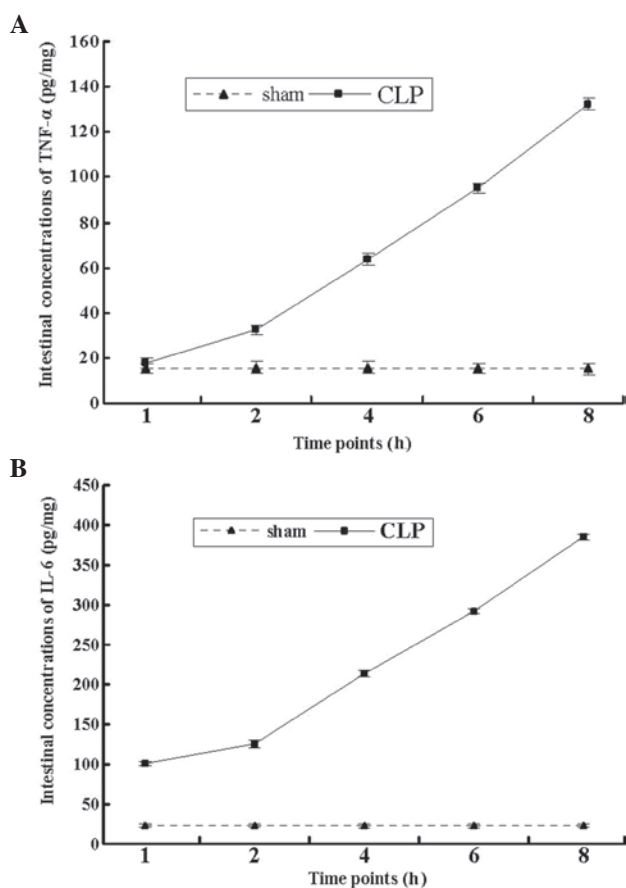 A
Intestinal concentrations of TNF-α (pg/mg)
160
140
120
100
80
60
40
20
0
sham CLP
1 2 4 6 8
Time points (h)
B
Intestinal concentrations of IL-6 (pg/mg)
450
400
350
300
250
200
150
100
50
0
sham CLP
1 2 4 6 8
Time points (h)